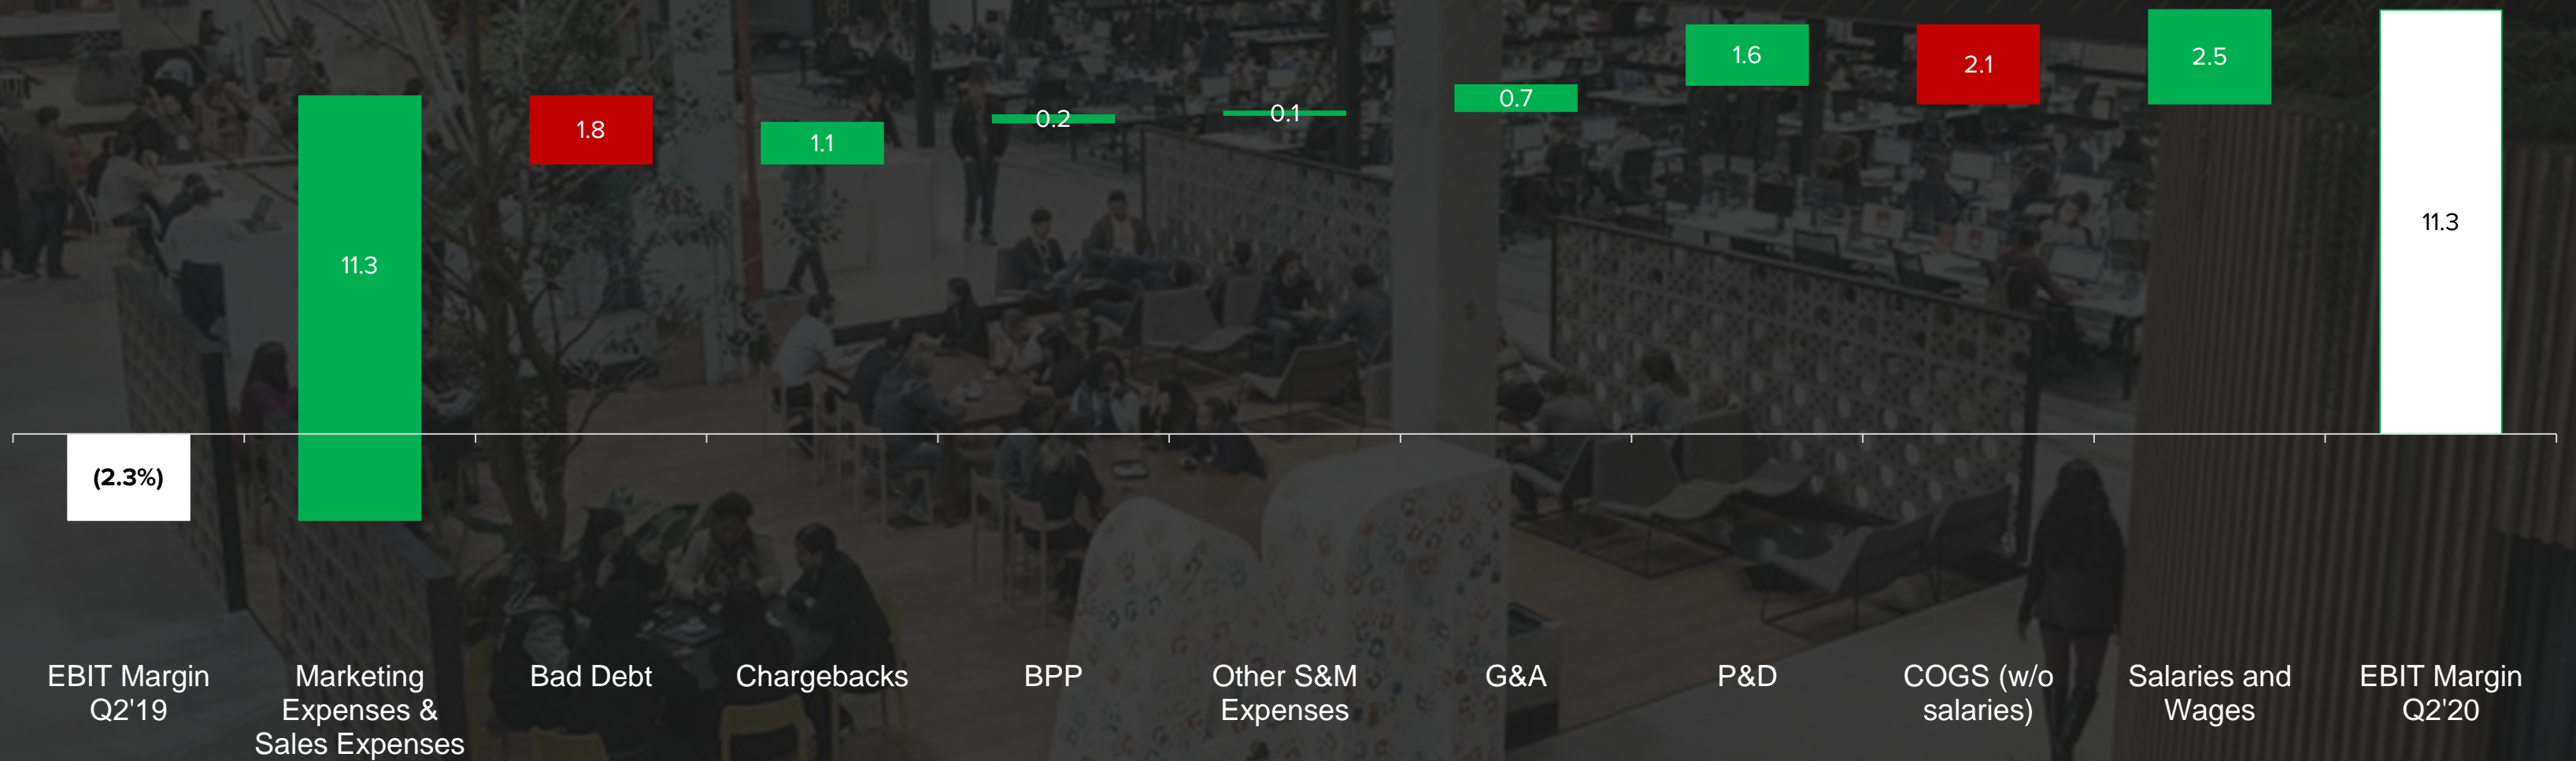 11.3
1.8
1.1
0.2
0.1
0.7
1.6
2.1
2.5
11.3
(2.3%)
EBIT Margin
Q2'19
Marketing
Expenses &
Sales Expenses
Bad Debt
Chargebacks
BPP
Other S&M
Expenses
G&A
P&D
COGS (w/o
salaries)
Salaries and
Wages
EBIT Margin
Q2'20